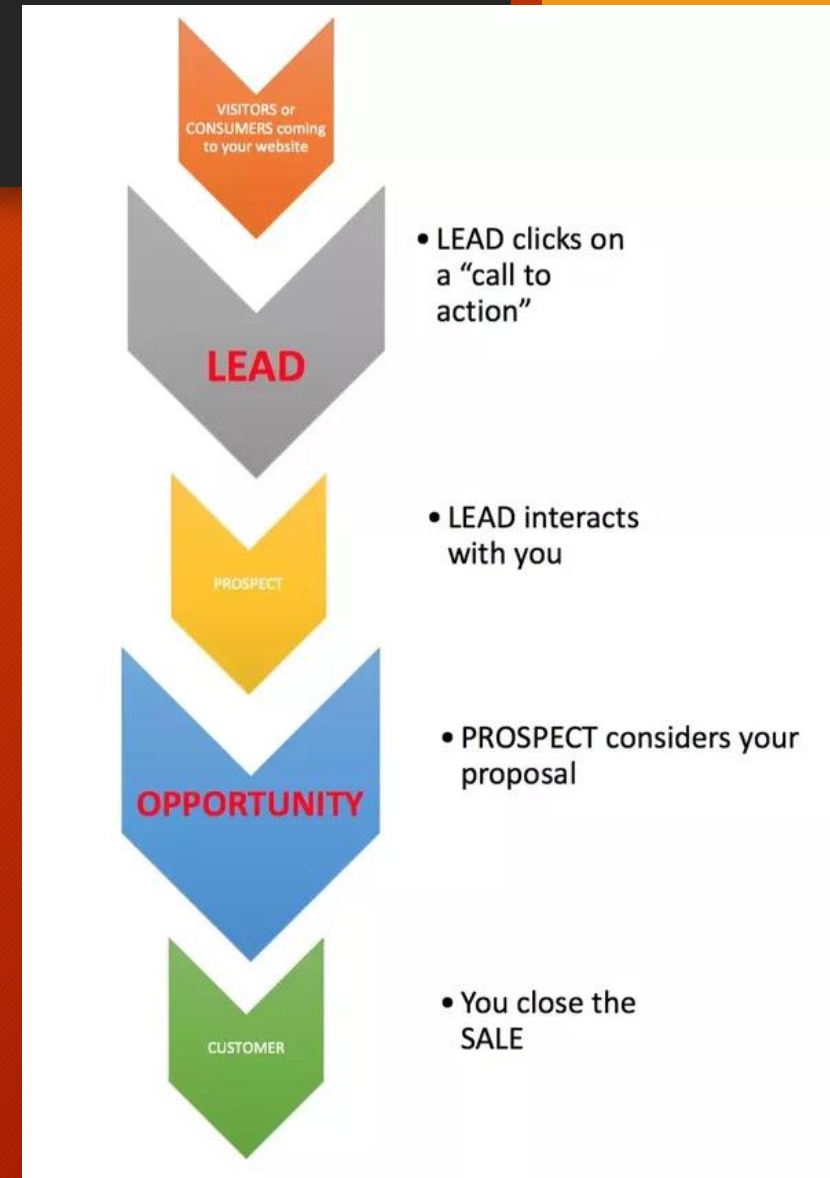 VISITORS or
CONSUMERS coming
to your website
LEAD
• LEAD clicks on
a “call to
action”
PROSPECT
• LEAD interacts
with you
OPPORTUNITY
• PROSPECT considers your
proposal
CUSTOMER
• You close the
SALE